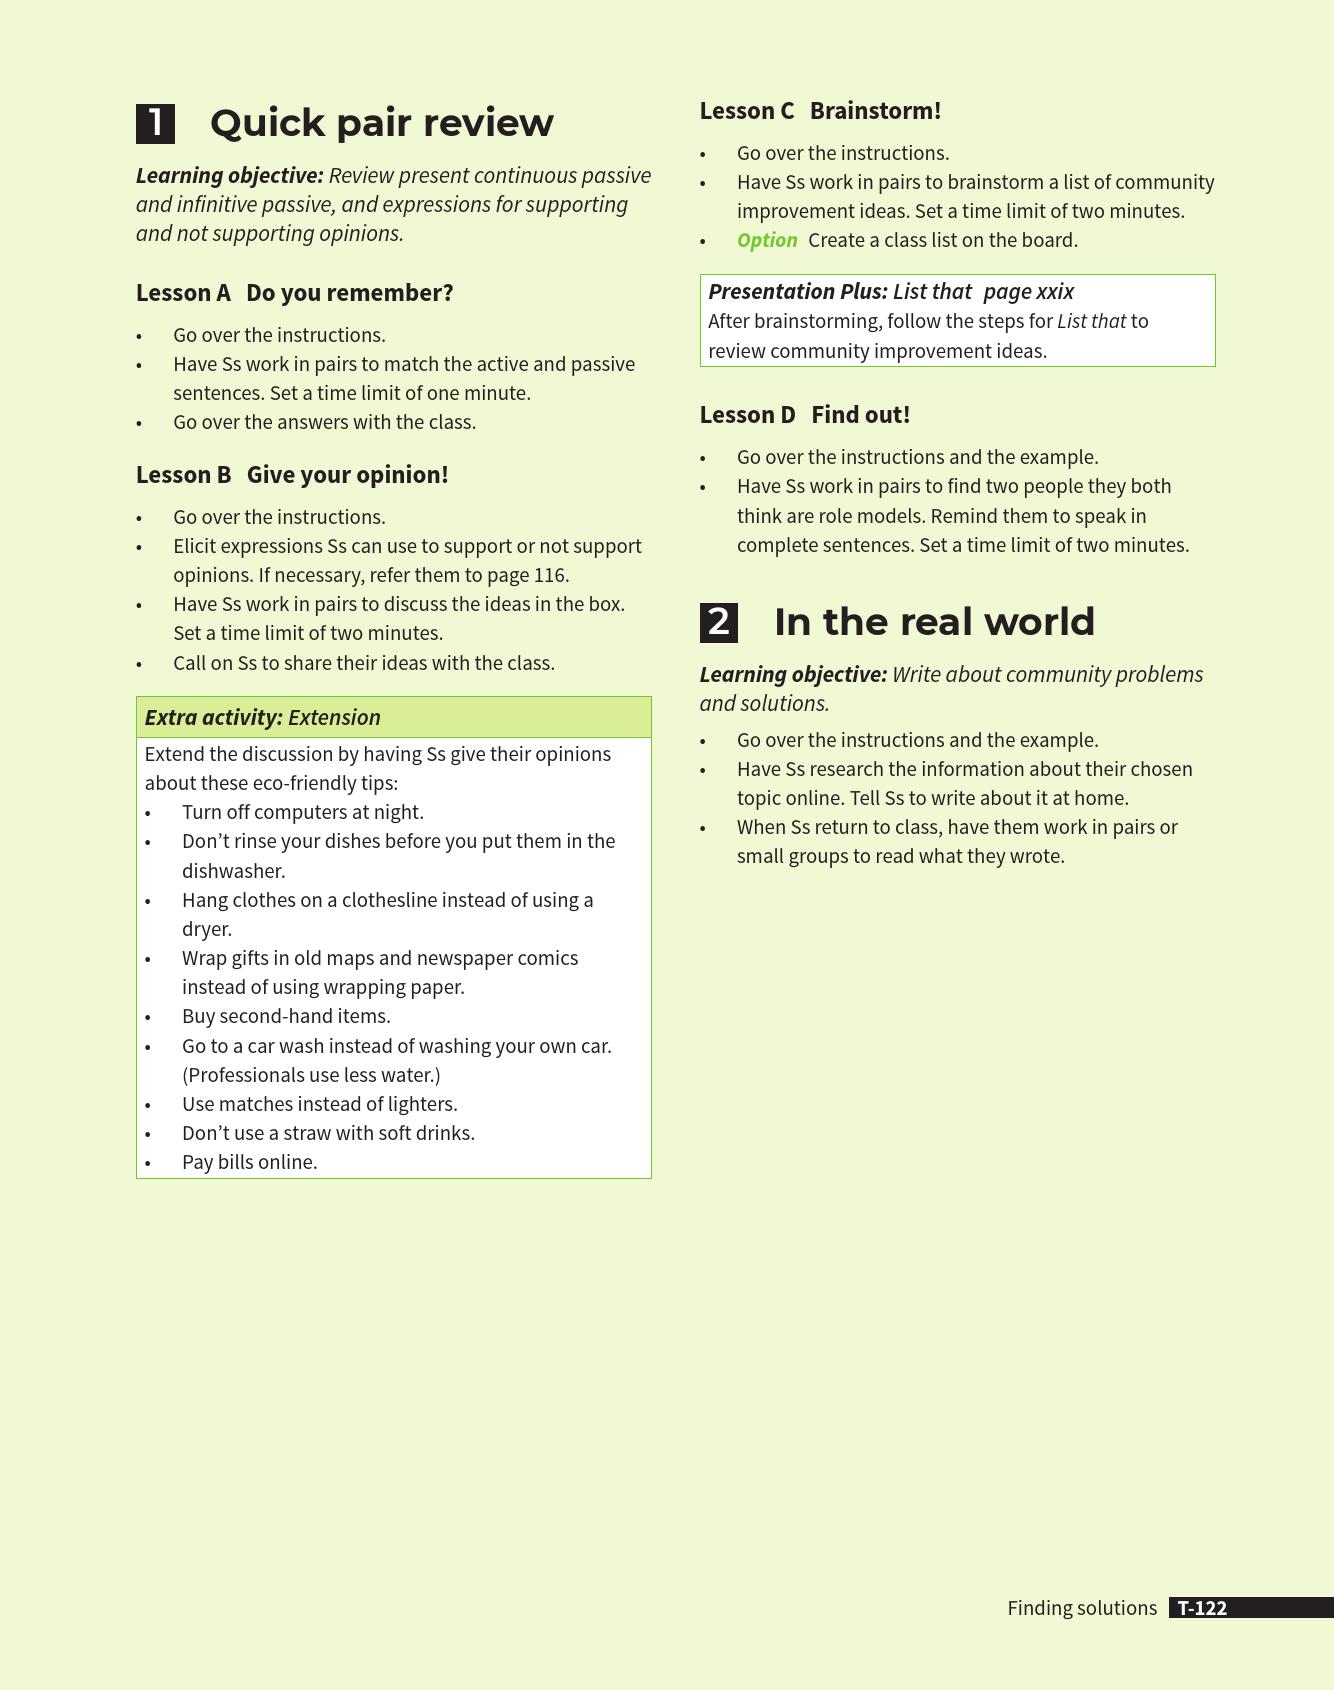 1 Quick pair review
Learning objective: Review present continuous passive
and infinitive passive, and expressions for supporting
and not supporting opinions.
Lesson A Do you remember?
• Go over the instructions.
• Have Ss work in pairs to match the active and passive
sentences. Set a time limit of one minute.
• Go over the answers with the class.
Lesson B Give your opinion!
• Go over the instructions.
• Elicit expressions Ss can use to support or not support
opinions. If necessary, refer them to page 116.
• Have Ss work in pairs to discuss the ideas in the box.
Set a time limit of two minutes.
• Call on Ss to share their ideas with the class.
Extra activity: Extension
Extend the discussion by having Ss give their opinions
about these eco-friendly tips:
• Turn off computers at night.
• Don’t rinse your dishes before you put them in the
dishwasher.
• Hang clothes on a clothesline instead of using a
dryer.
• Wrap gifts in old maps and newspaper comics
instead of using wrapping paper.
• Buy second-hand items.
• Go to a car wash instead of washing your own car.
(Professionals use less water.)
• Use matches instead of lighters.
• Don’t use a straw with soft drinks.
• Pay bills online.
Lesson C Brainstorm!
• Go over the instructions.
• Have Ss work in pairs to brainstorm a list of community
improvement ideas. Set a time limit of two minutes.
• Option Create a class list on the board.
Presentation Plus: List that page xxix
After brainstorming, follow the steps for List that to
review community improvement ideas.
Lesson D Find out!
• Go over the instructions and the example.
• Have Ss work in pairs to find two people they both
think are role models. Remind them to speak in
complete sentences. Set a time limit of two minutes.
2 In the real world
Learning objective: Write about community problems
and solutions.
• Go over the instructions and the example.
• Have Ss research the information about their chosen
topic online. Tell Ss to write about it at home.
• When Ss return to class, have them work in pairs or
small groups to read what they wrote.
Finding solutions T-122